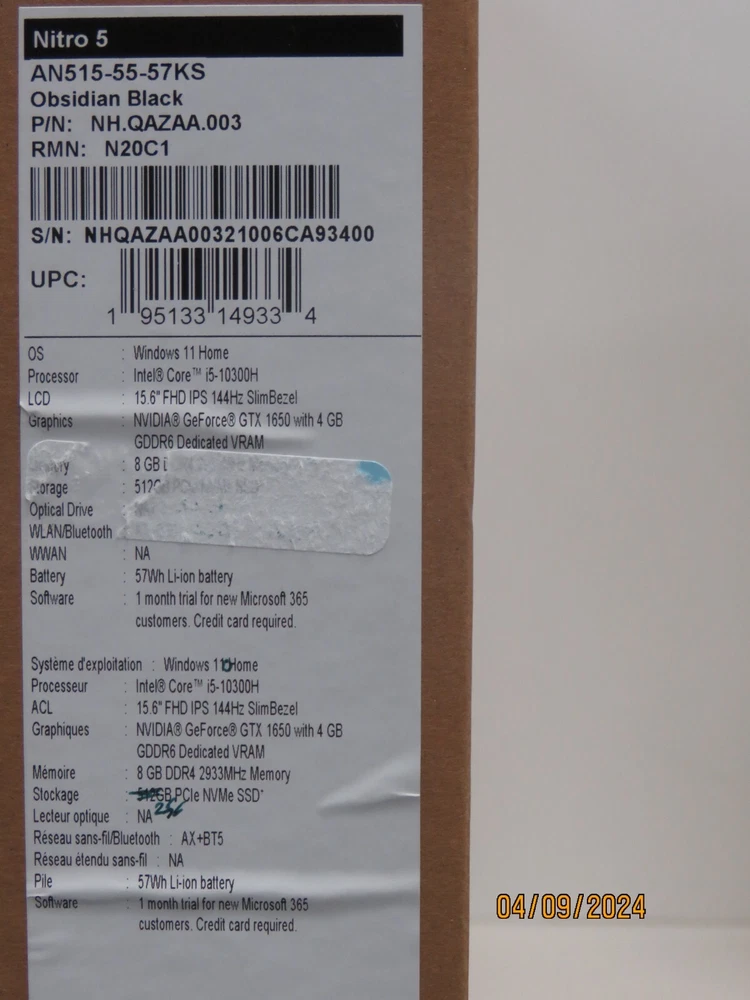 Nitro 5
AN515-55-57KS
Obsidian Black
P/N: NH.QAZAA.003
RMN: N20C1
S/N: NHQAZAA00321006CA93400
UPC:
1 95133 14933 4
OS : Windows 11 Home
Processor : Intel® Core™ i5-10300H
LCD : 15.6" FHD IPS 144Hz SlimBezel
Graphics : NVIDIA® GeForce® GTX 1650 with 4 GB
GDDR6 Dedicated VRAM
: 8 GB
: 512GB
Optical Drive :
WLAN/Bluetooth
WWAN : NA
Battery : 57Wh Li-ion battery
Software : 1 month trial for new Microsoft 365
customers. Credit card required.
Système d'exploitation : Windows 11 Home
Processeur : Intel® Core™ i5-10300H
ACL : 15.6" FHD IPS 144Hz SlimBezel
Graphiques : NVIDIA® GeForce® GTX 1650 with 4 GB
GDDR6 Dedicated VRAM
Mémoire : 8 GB DDR4 2933MHz Memory
Stockage : 512GB PCIe NVMe SSD*
Lecteur optique : NA 256
Réseau sans-fil/Bluetooth : AX+BT5
Réseau étendu sans-fil : NA
Pile : 57Wh Li-ion battery
Software : 1 month trial for new Microsoft 365
customers. Credit card required.
04/09/2024